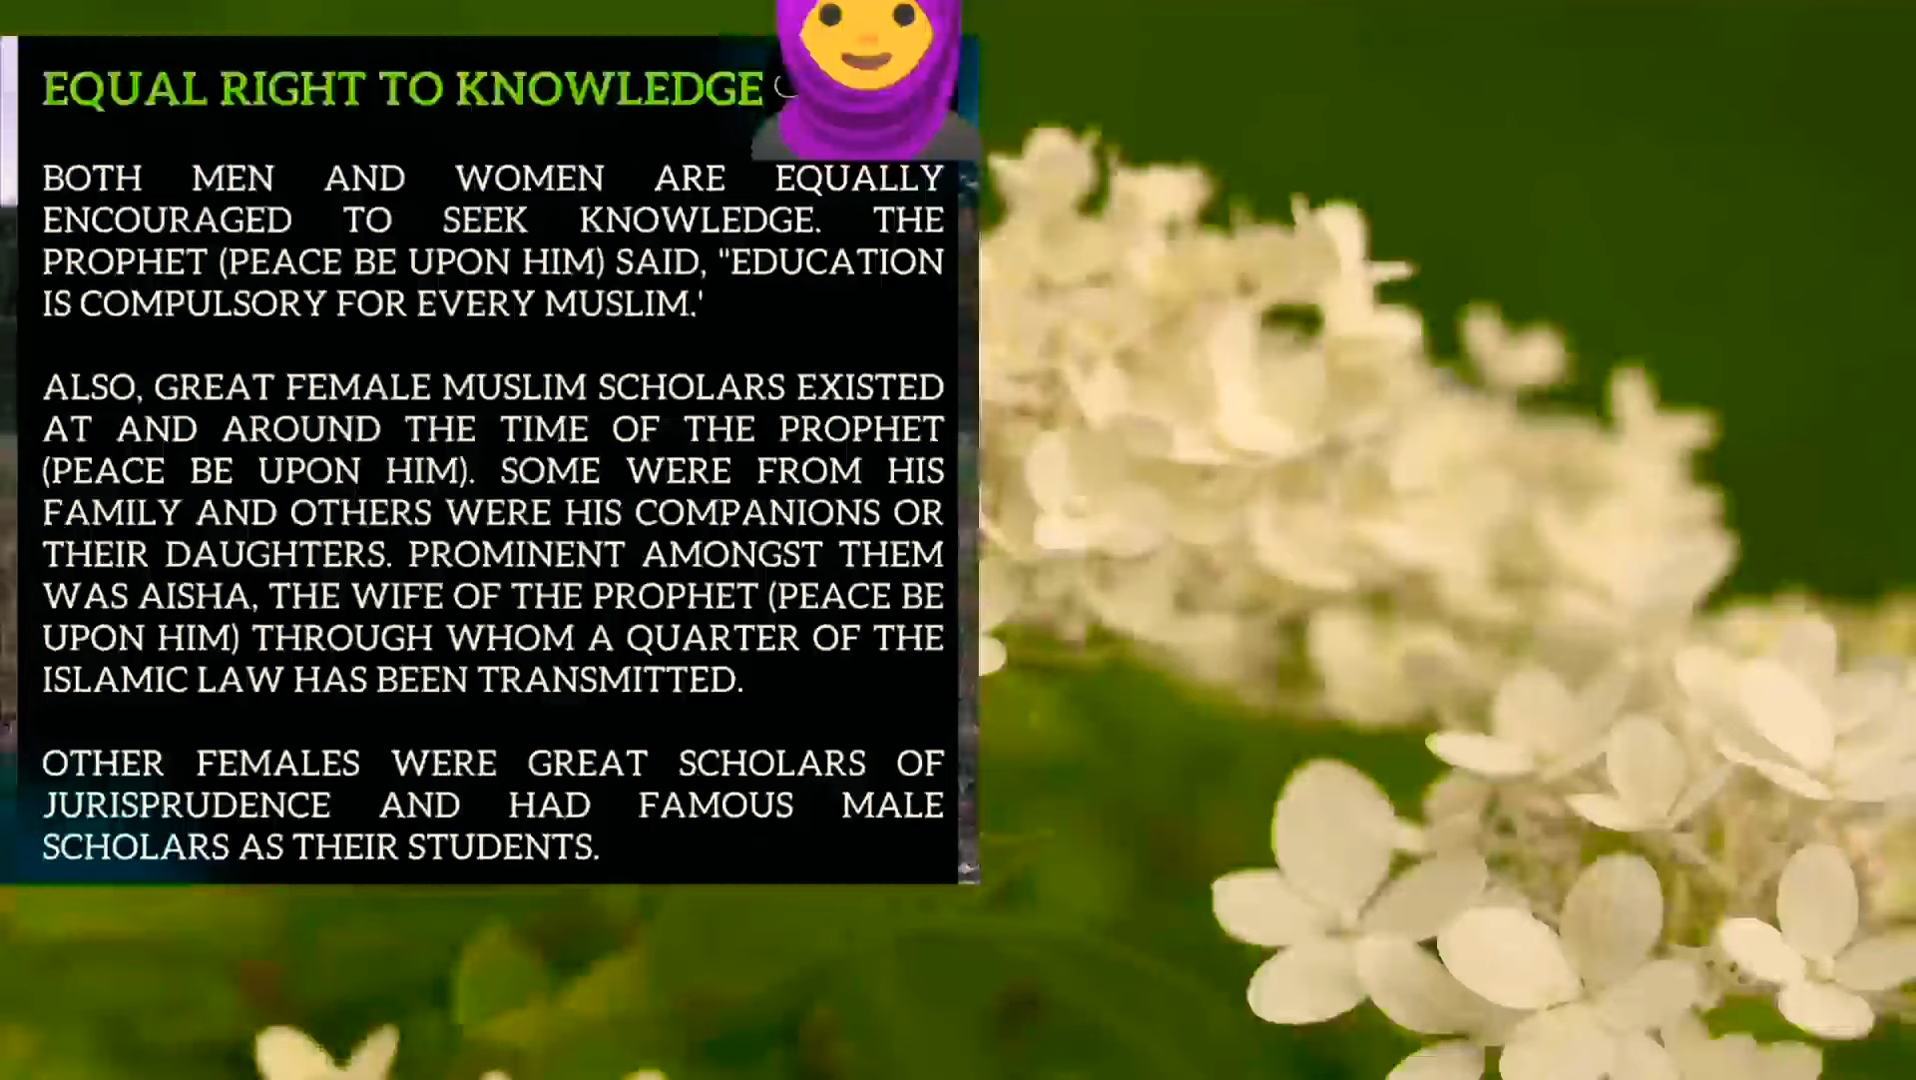 EQUAL RIGHT TO KNOWLEDGE
BOTH MEN AND WOMEN ARE EQUALLY
ENCOURAGED TO SEEK KNOWLEDGE. THE
PROPHET (PEACE BE UPON HIM) SAID, "EDUCATION
IS COMPULSORY FOR EVERY MUSLIM.'
ALSO, GREAT FEMALE MUSLIM SCHOLARS EXISTED
AT AND AROUND THE TIME OF THE PROPHET
(PEACE BE UPON HIM). SOME WERE FROM HIS
FAMILY AND OTHERS WERE HIS COMPANIONS OR
THEIR DAUGHTERS. PROMINENT AMONGST THEM
WAS AISHA, THE WIFE OF THE PROPHET (PEACE BE
UPON HIM) THROUGH WHOM A QUARTER OF THE
ISLAMIC LAW HAS BEEN TRANSMITTED.
OTHER FEMALES WERE GREAT SCHOLARS OF
JURISPRUDENCE AND HAD FAMOUS MALE
SCHOLARS AS THEIR STUDENTS.